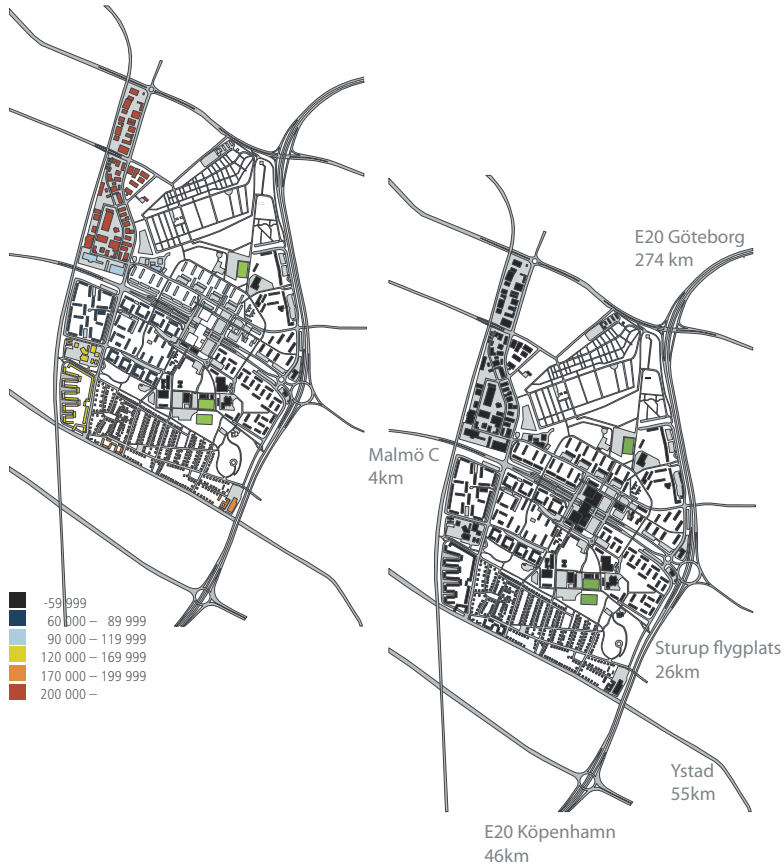 E20 Göteborg
274 km
Malmö C
4km
-59 999
60 000 – 89 999
90 000 – 119 999
120 000 – 169 999
170 000 – 199 999
200 000 –
Sturup flygplats
26km
Ystad
55km
E20 Köpenhamn
46km